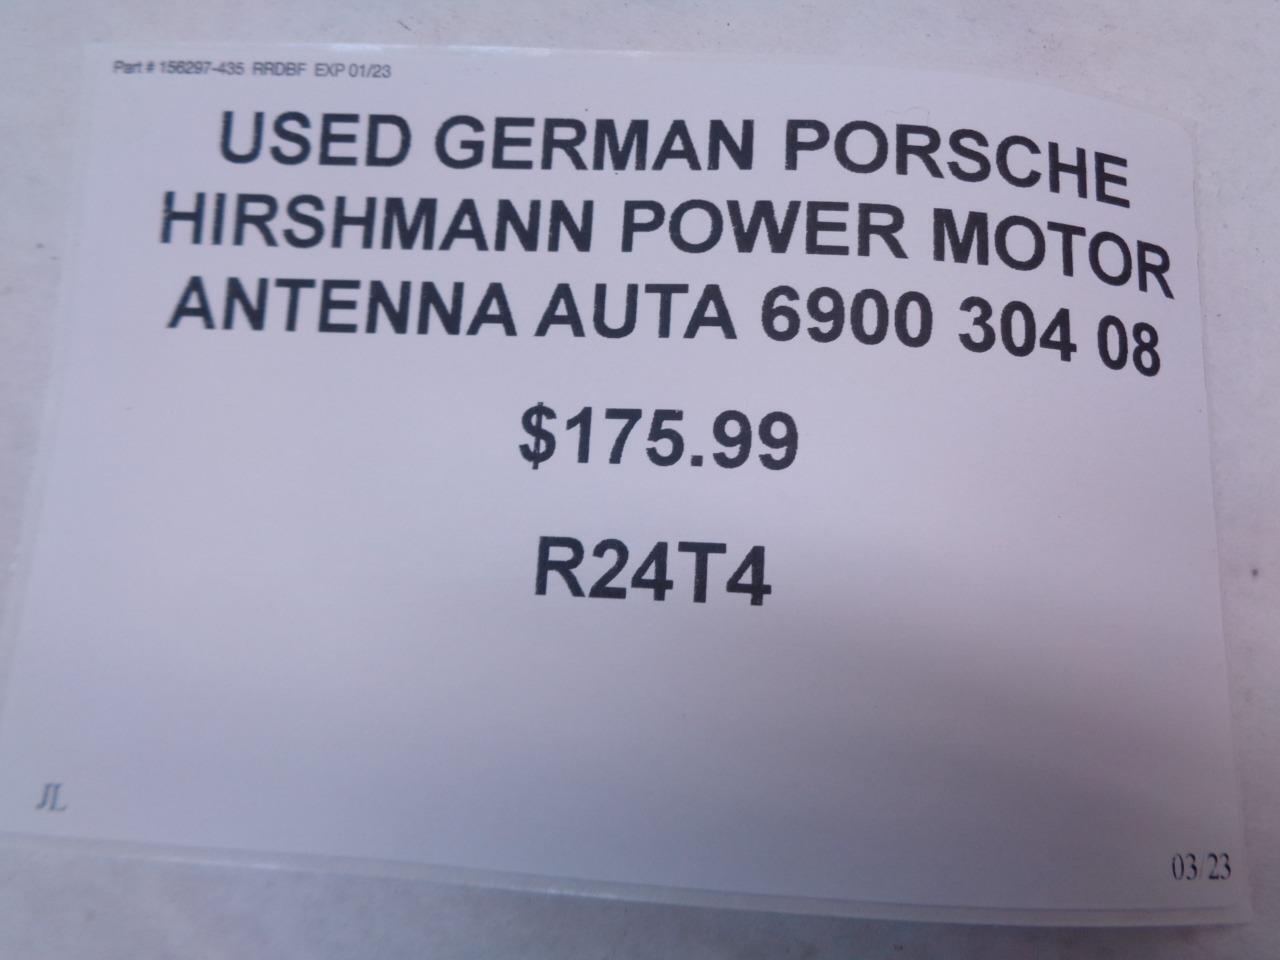 Part # 156297-435 RRDBF EXP 01/23
USED GERMAN PORSCHE
HIRSHMANN POWER MOTOR
ANTENNA AUTA 6900 304 08
$175.99
R24T4
JL
03/23